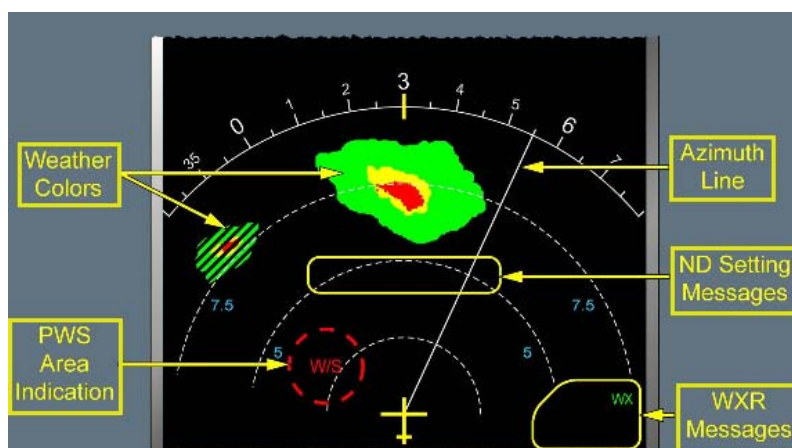 3
2
4
1
5
0
6
35
7
Weather
Colors
Azimuth
Line
ND Setting
Messages
7.5
7.5
PWS
Area
Indication
5
W/S
5
WX
WXR
Messages